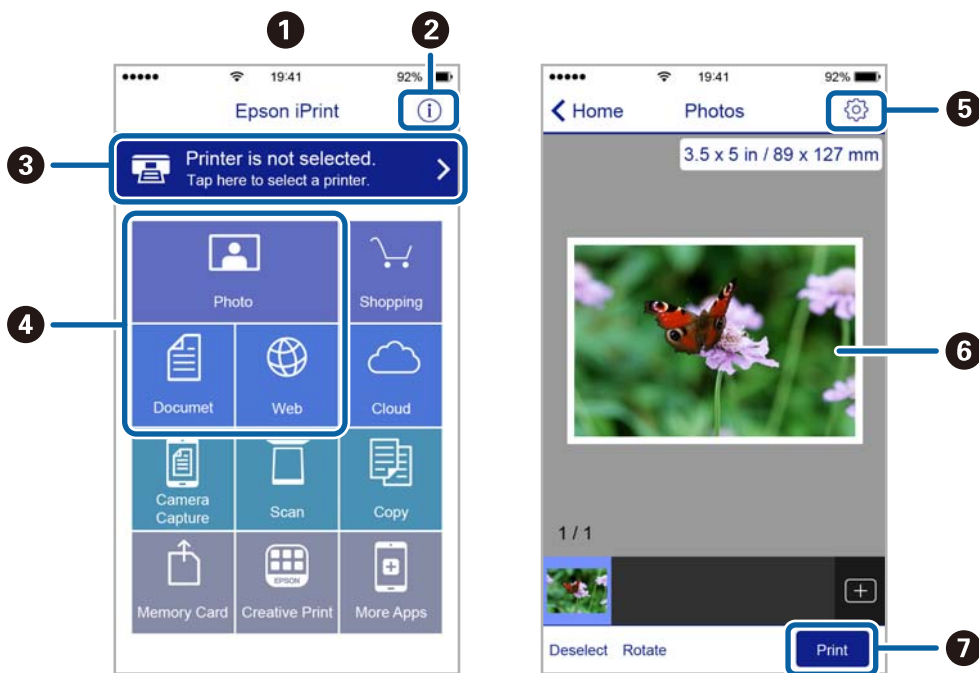 1
2
19:41
92%
Epson iPrint
3
Printer is not selected.
Tap here to select a printer.
4
Photo
Shopping
Documet
Web
Cloud
Camera
Capture
Scan
Copy
EPSON
Memory Card
Creative Print
More Apps
19:41
92%
Home
Photos
5
3.5 x 5 in / 89 x 127 mm
6
1 / 1
Deselect
Rotate
Print
7